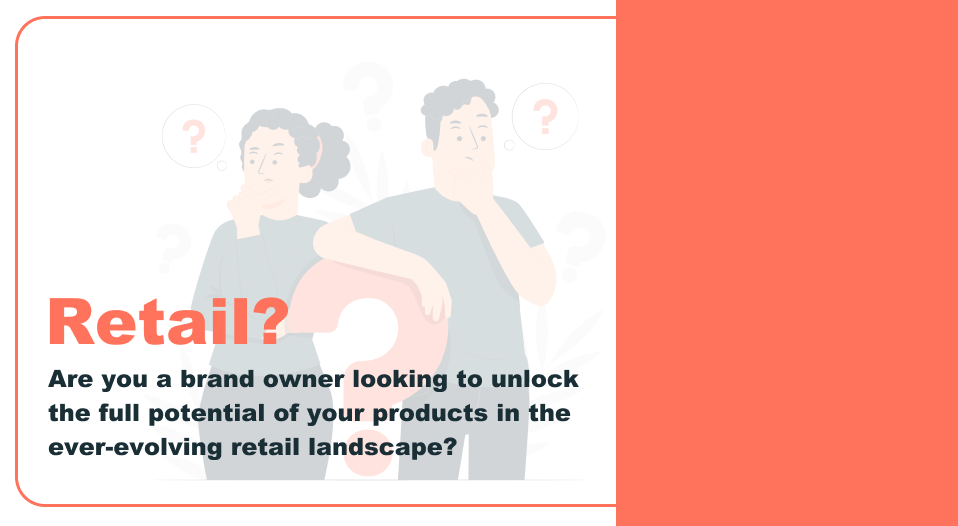 Retail?
Are you a brand owner looking to unlock
the full potential of your products in the
ever-evolving retail landscape?